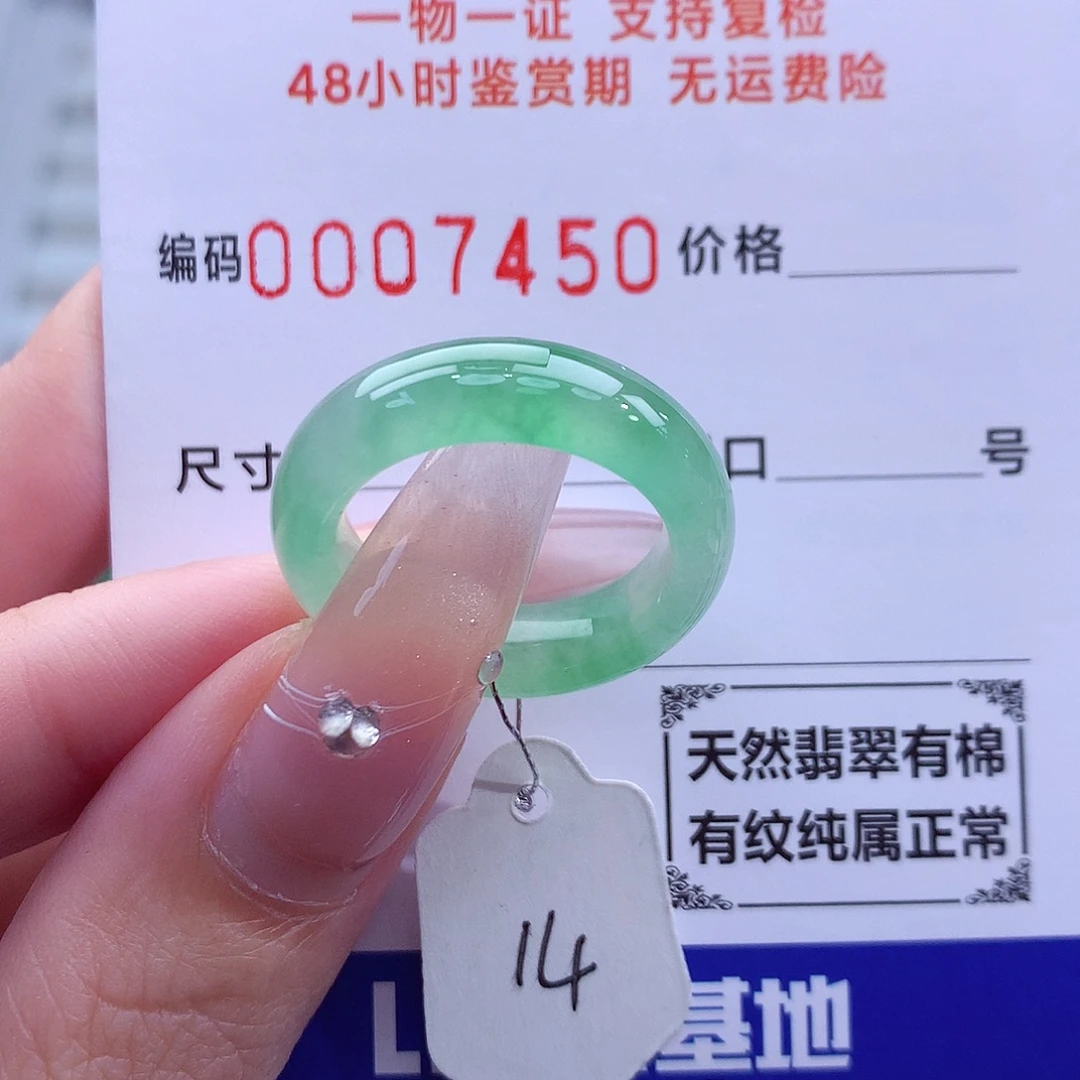 一物一证 支持复检
48小时鉴赏期 无运费险
编码0007450 价格
尺寸 口 号
天然翡翠有棉
有纹纯属正常
14
L 基地